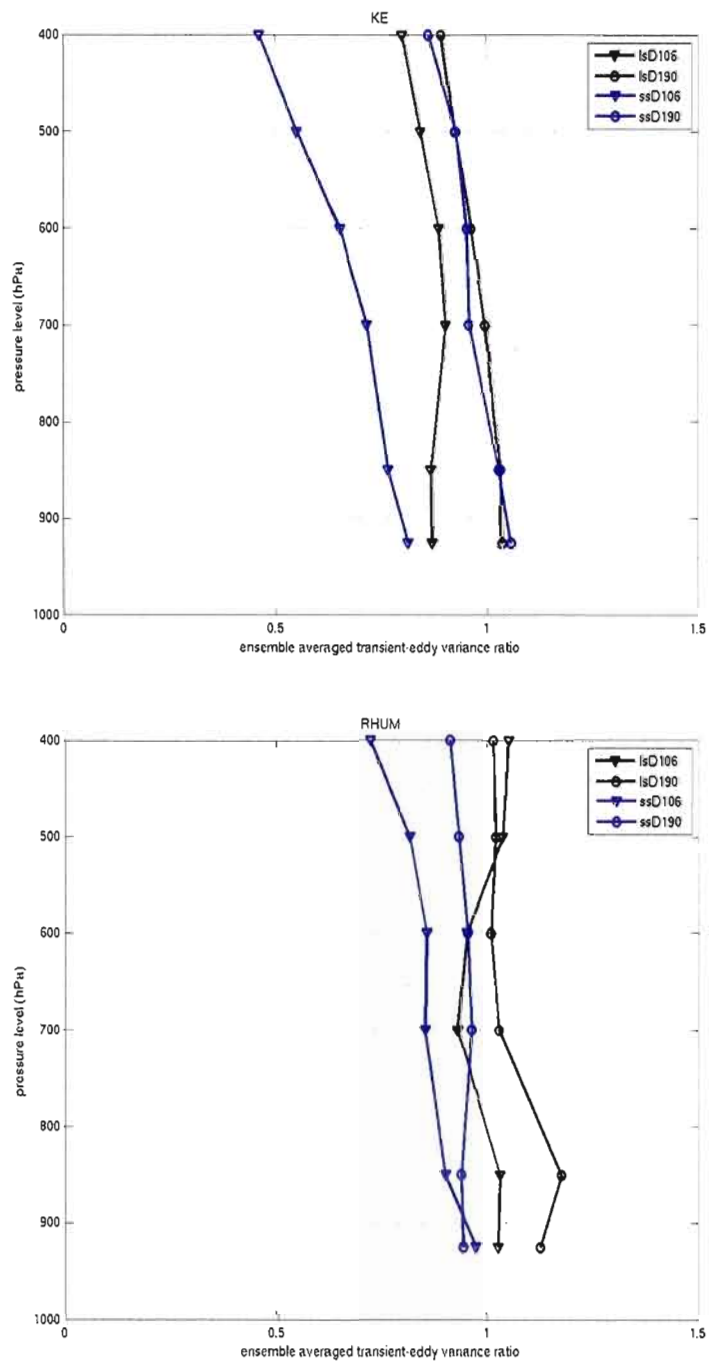 KE
400
500
600
700
800
900
1000
pressure level (hPa)
0
0.5
1
1.5
ensemble averaged transient-eddy variance ratio
lsD106
lsD190
ssD106
ssD190
RHUM
400
500
600
700
800
900
1000
pressure level (hPa)
0
0.5
1
1.5
ensemble averaged transient-eddy variance ratio
lsD106
lsD190
ssD106
ssD190